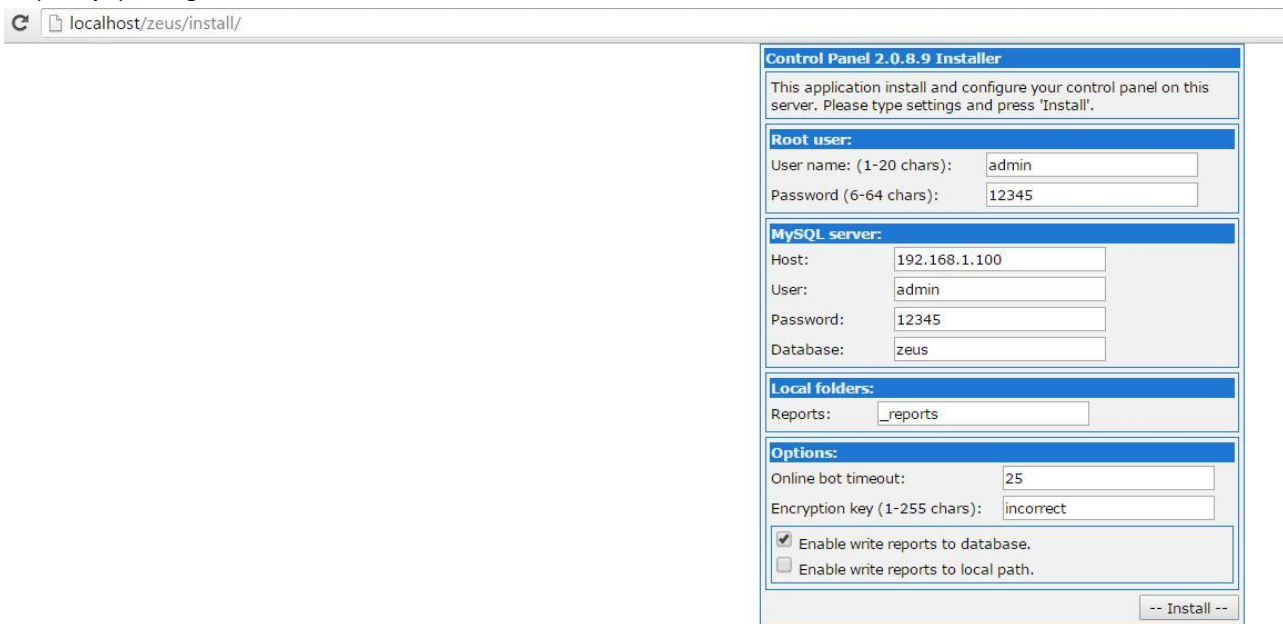 localhost/zeus/install/
Control Panel 2.0.8.9 Installer
This application install and configure your control panel on this
server. Please type settings and press 'Install'.
Root user:
User name: (1-20 chars): admin
Password (6-64 chars): 12345
MySQL server:
Host: 192.168.1.100
User: admin
Password: 12345
Database: zeus
Local folders:
Reports: _reports
Options:
Online bot timeout: 25
Encryption key (1-255 chars): incorrect
Enable write reports to database.
Enable write reports to local path.
-- Install --